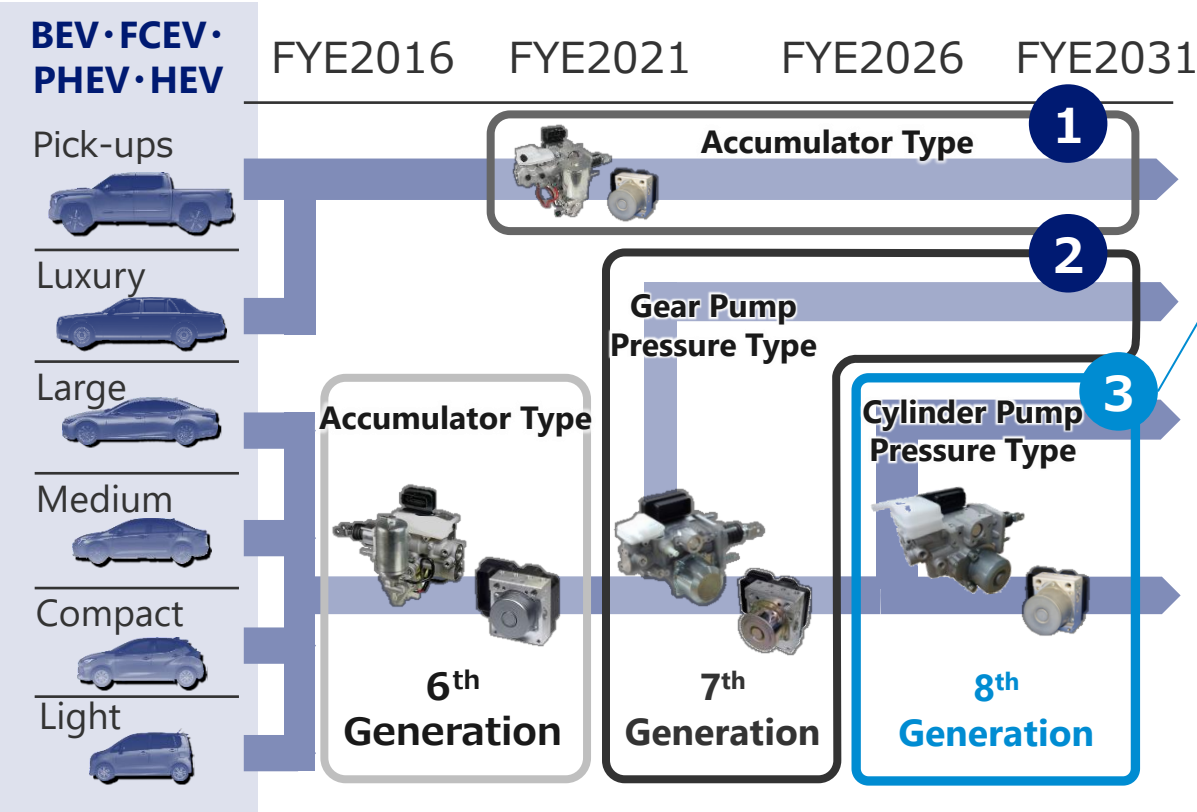 BEV・FCEV・
PHEV・HEV
FYE2016 FYE2021 FYE2026 FYE2031
Pick-ups
Luxury
Large
Medium
Compact
Light
1
Accumulator Type
2
Gear Pump
Pressure Type
3
Accumulator Type
Cylinder Pump
Pressure Type
6th
Generation
7th
Generation
8th
Generation